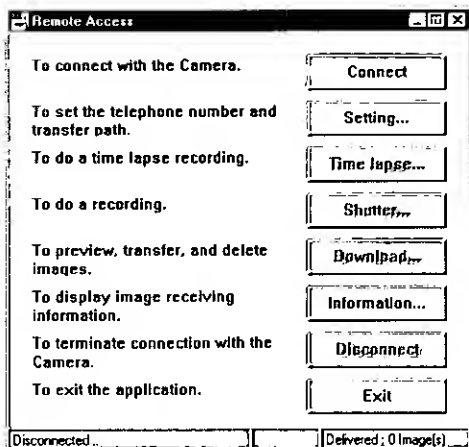 Remote Access
To connect with the Camera.
Connect
To set the telephone number and
transfer path.
Setting...
To do a time lapse recording.
Time lapse...
To do a recording.
Shutter...
To preview, transfer, and delete
images.
Download...
To display image receiving
information.
Information...
To terminate connection with the
Camera.
Disconnect
To exit the application.
Exit
Disconnected
Delivered ; 0 Image(s)